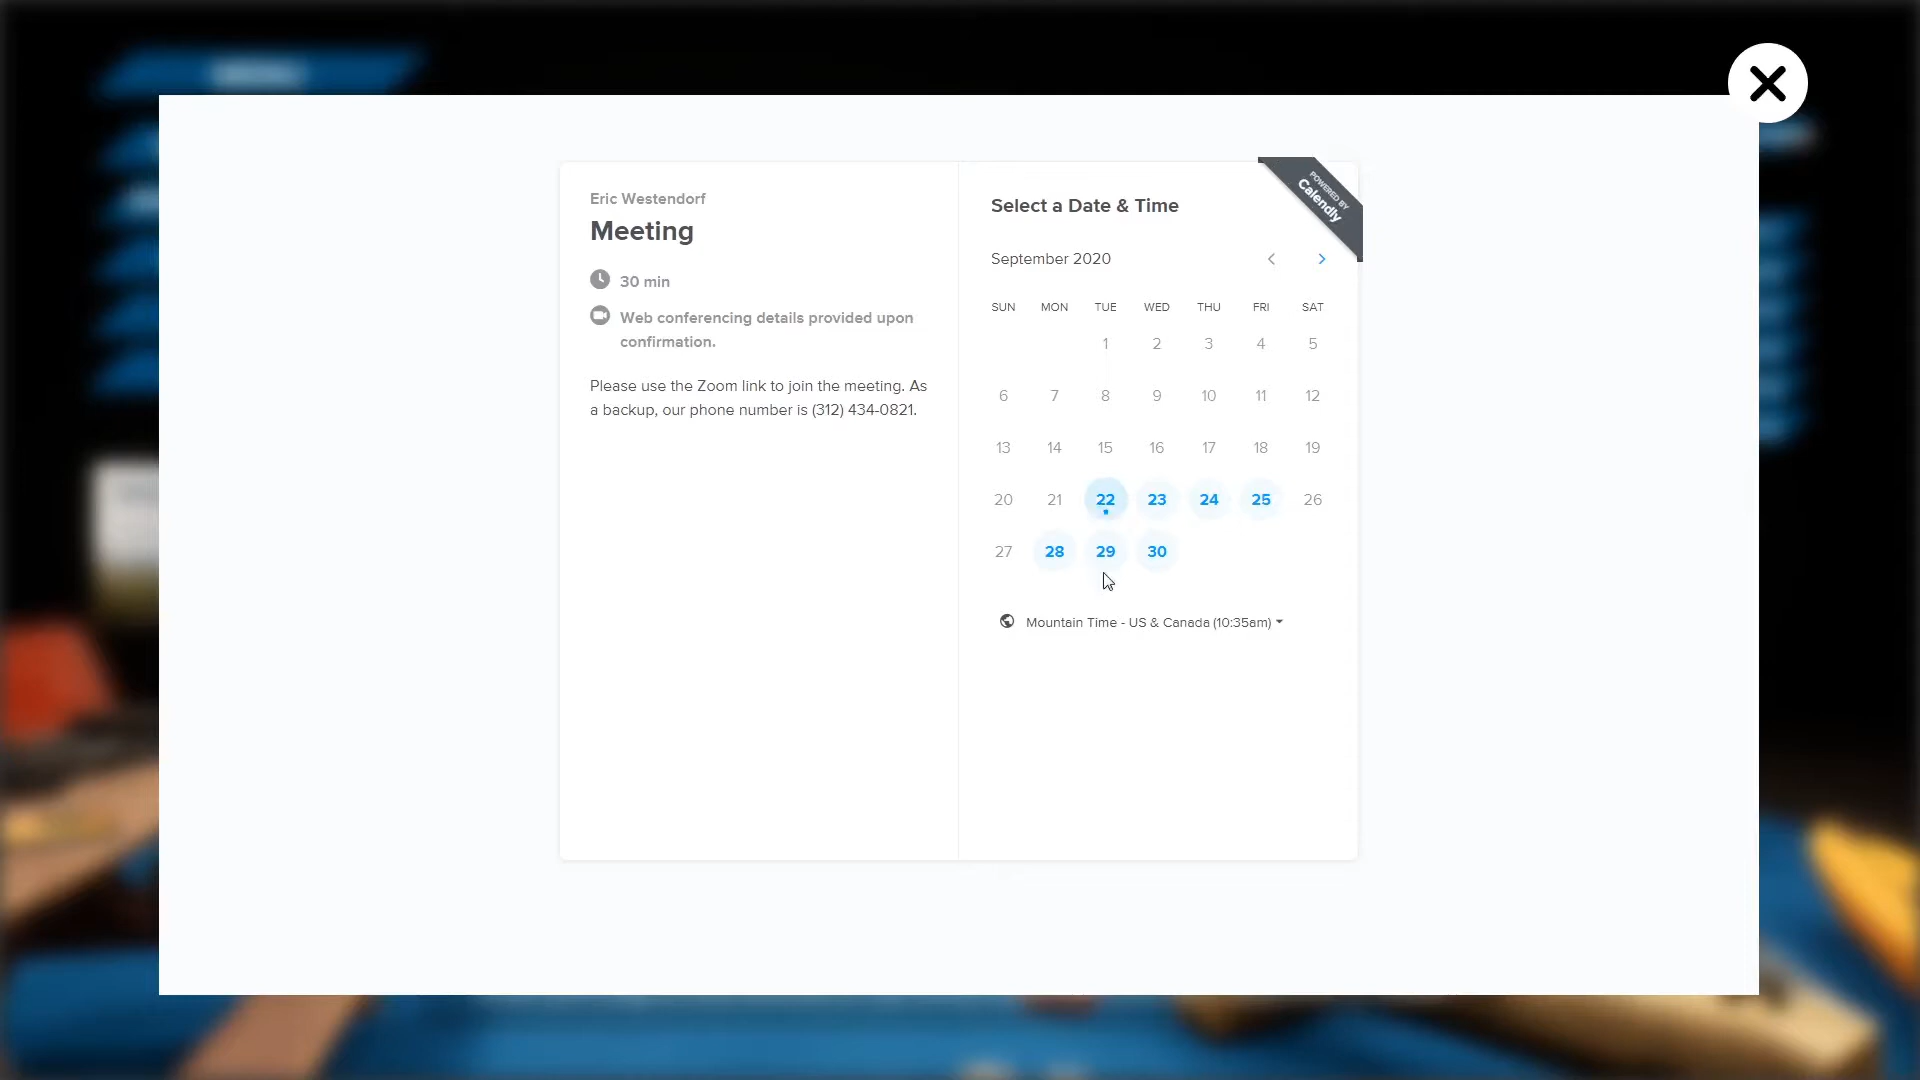 Eric Westendorf
Meeting
30 min
Web conferencing details provided upon
confirmation.
Please use the Zoom link to join the meeting. As
a backup, our phone number is (312) 434-0821.
POWERED BY
Calendly
Select a Date & Time
September 2020
SUN MON TUE WED THU FRI SAT
1 2 3 4 5
6 7 8 9 10 11 12
13 14 15 16 17 18 19
20 21 22 23 24 25 26
27 28 29 30
Mountain Time - US & Canada (10:35am)